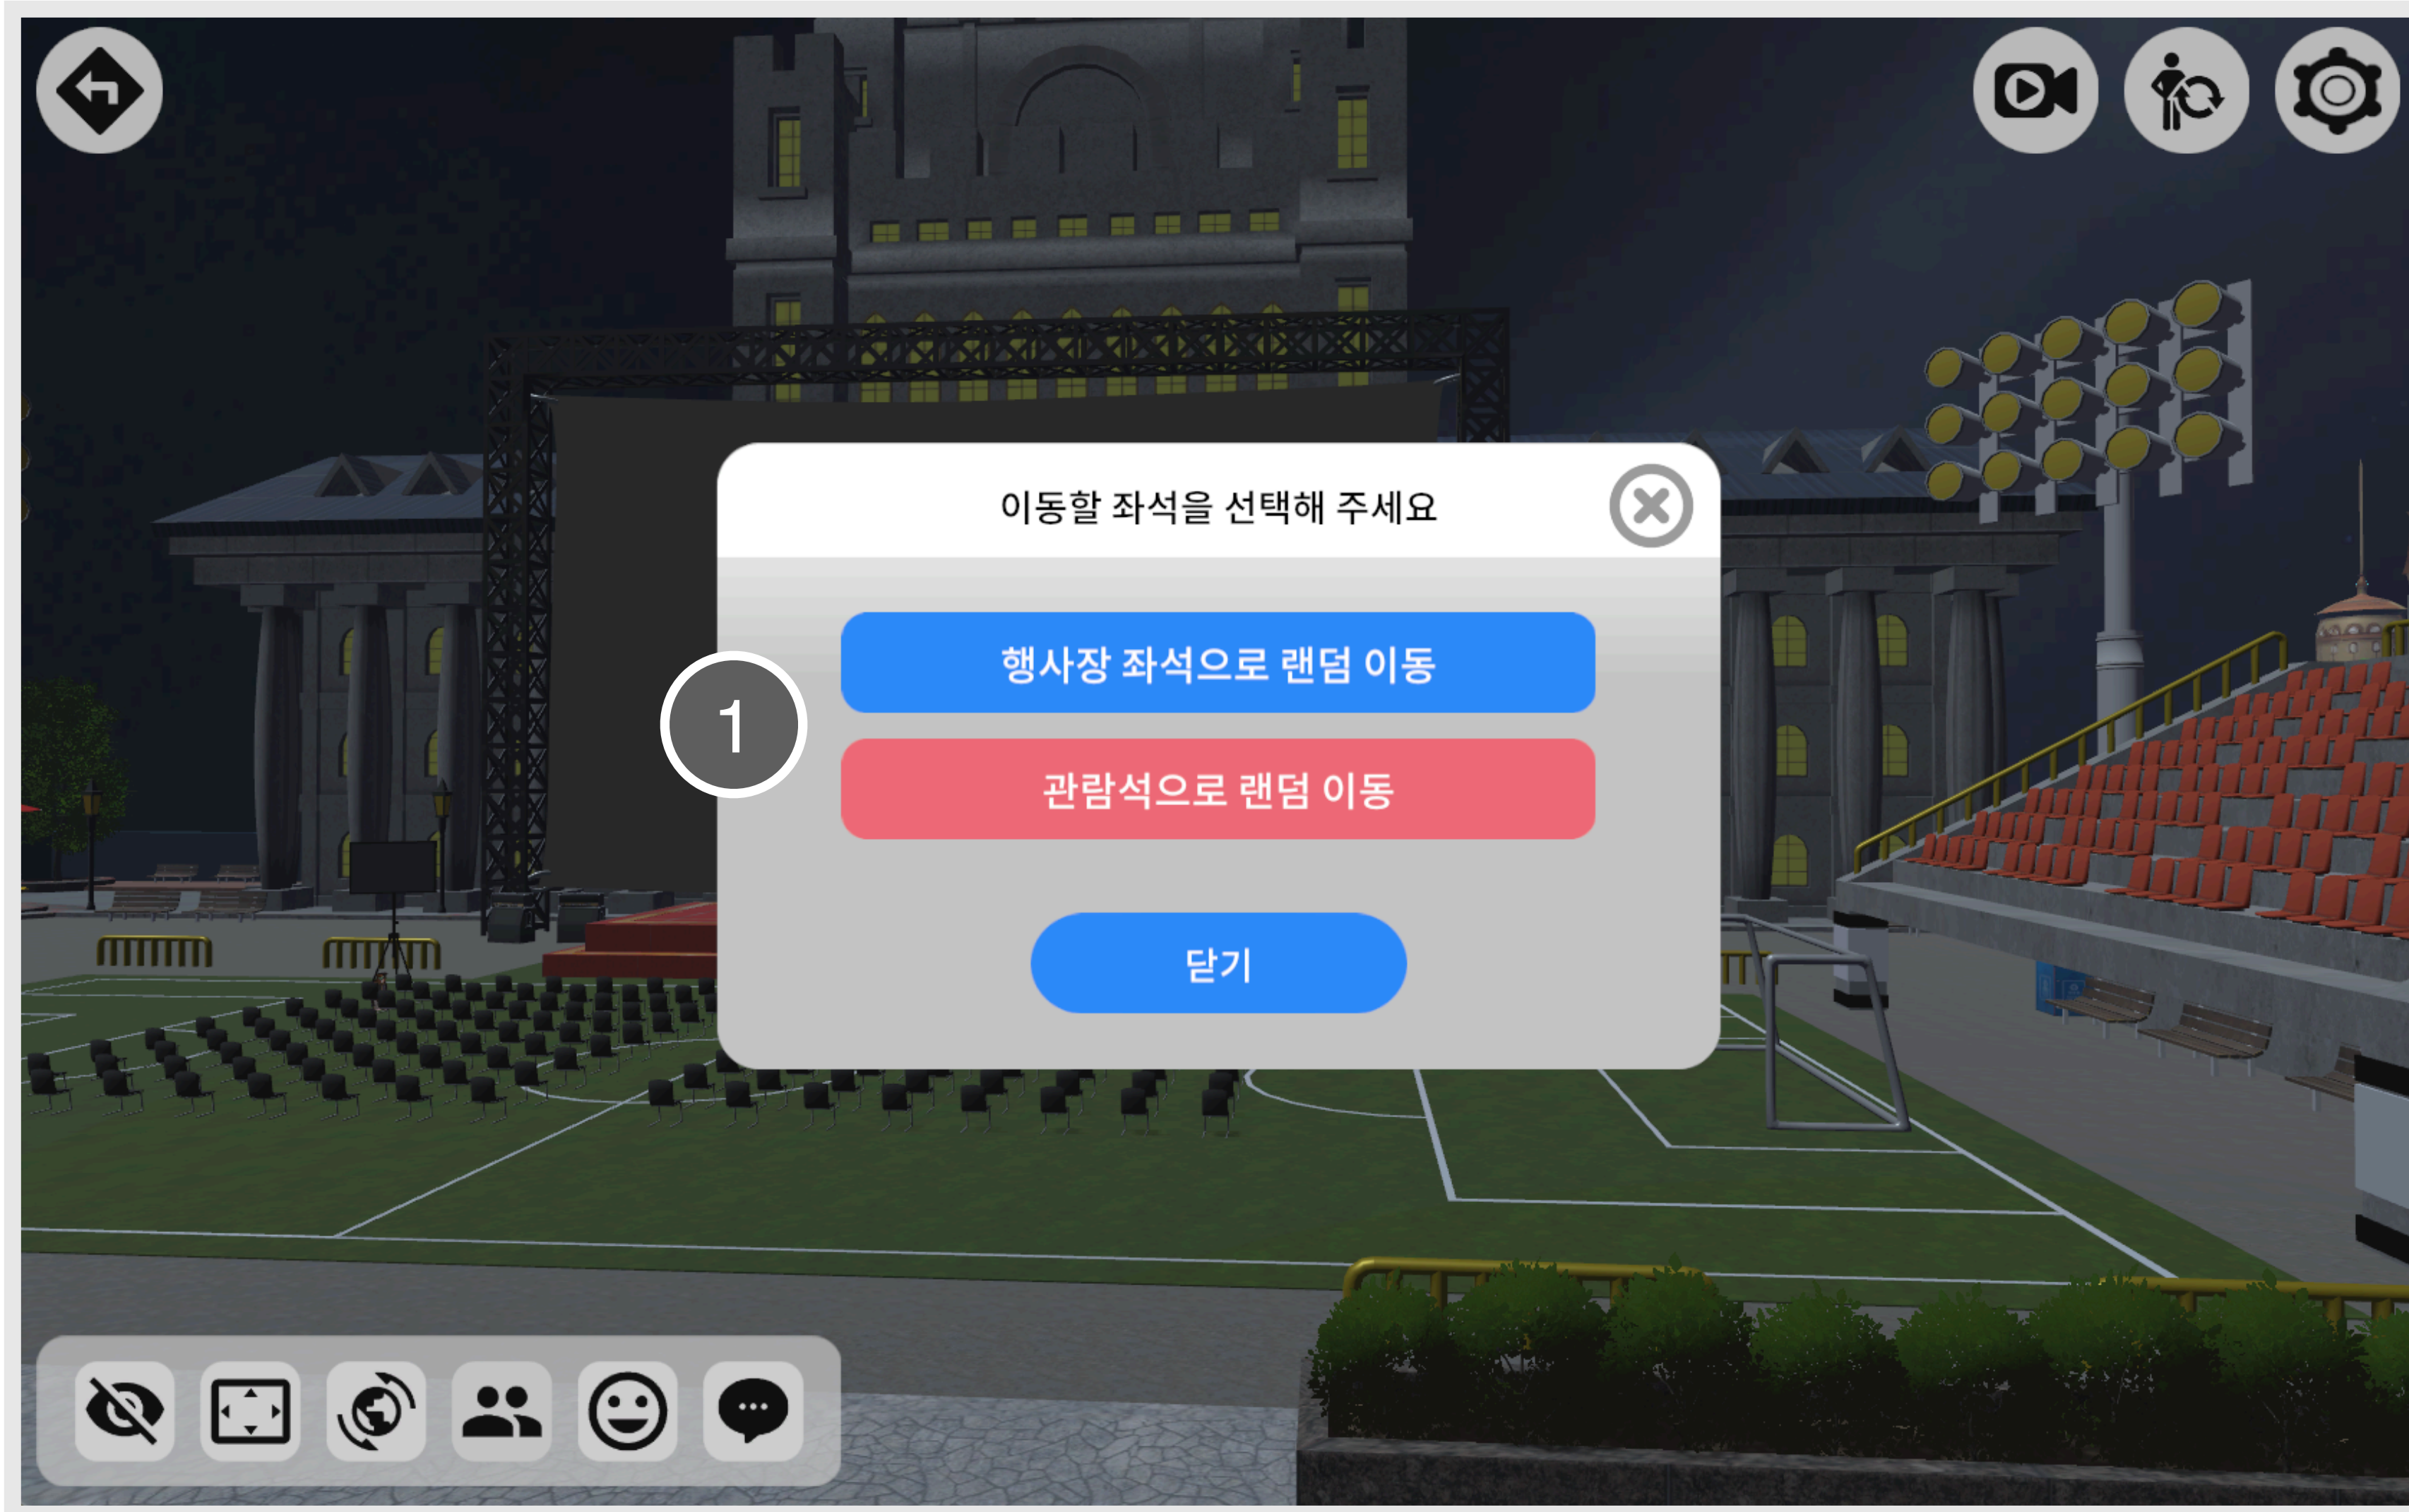 이동할 좌석을 선택해 주세요
행사장 좌석으로 랜덤 이동
1
관람석으로 랜덤 이동
닫기